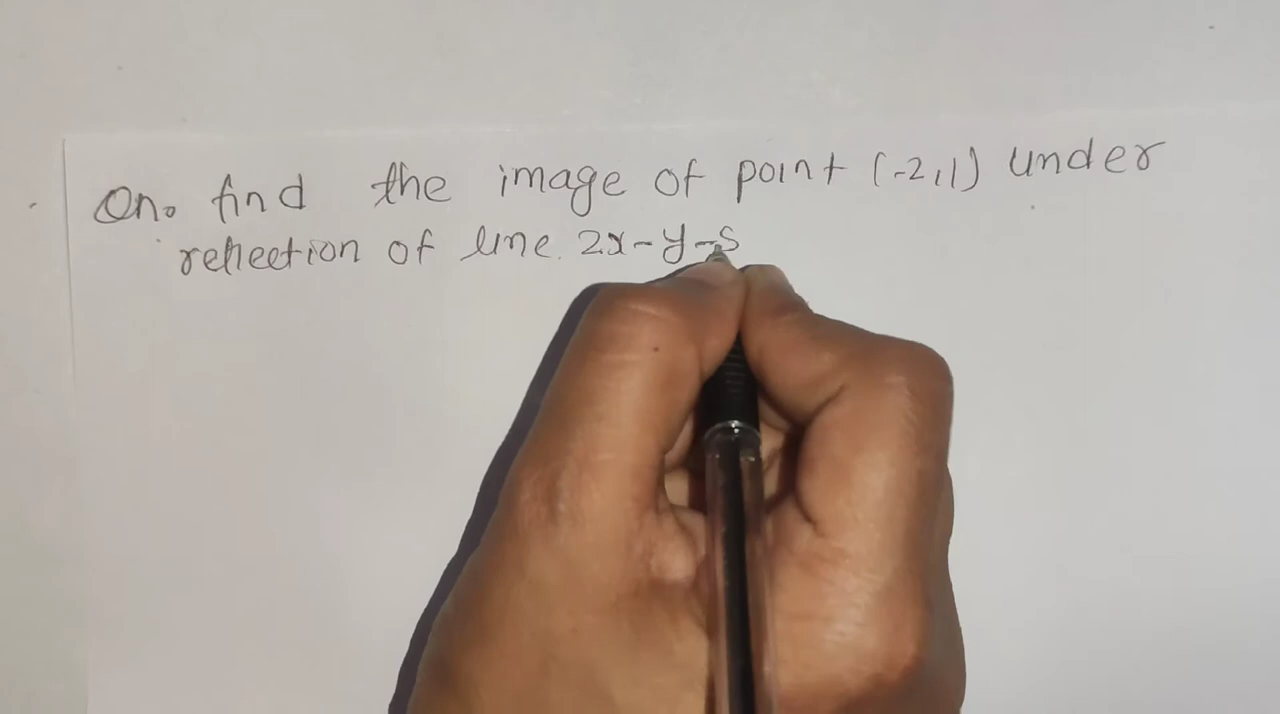 Qn. find the image of point (-2,1) under
reflection of line. 2x-y-5